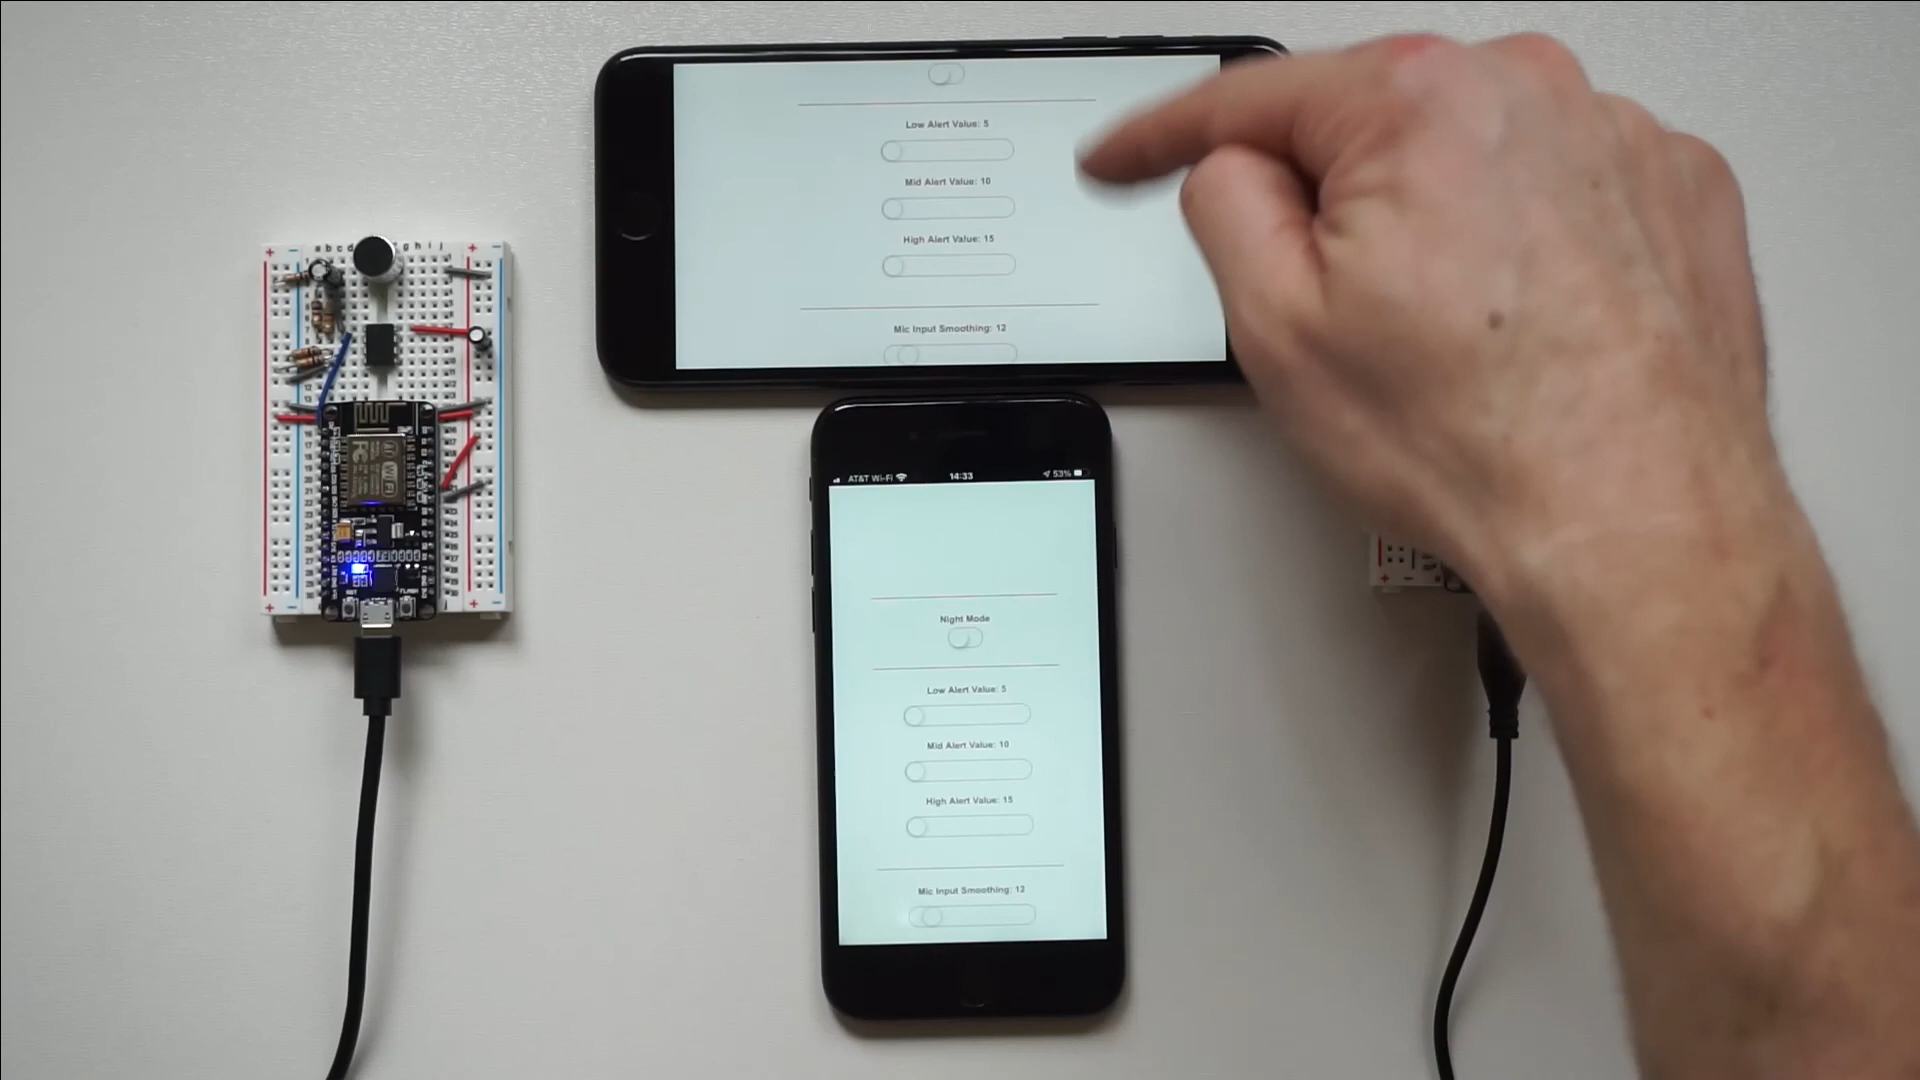 Low Alert Value: 5
Mid Alert Value: 10
High Alert Value: 15
Mic Input Smoothing: 12
AT&T Wi-Fi
14:33
53%
Night Mode
Low Alert Value: 5
Mid Alert Value: 10
High Alert Value: 15
Mic Input Smoothing: 12
a b c d
g h i j
WiFi
FC